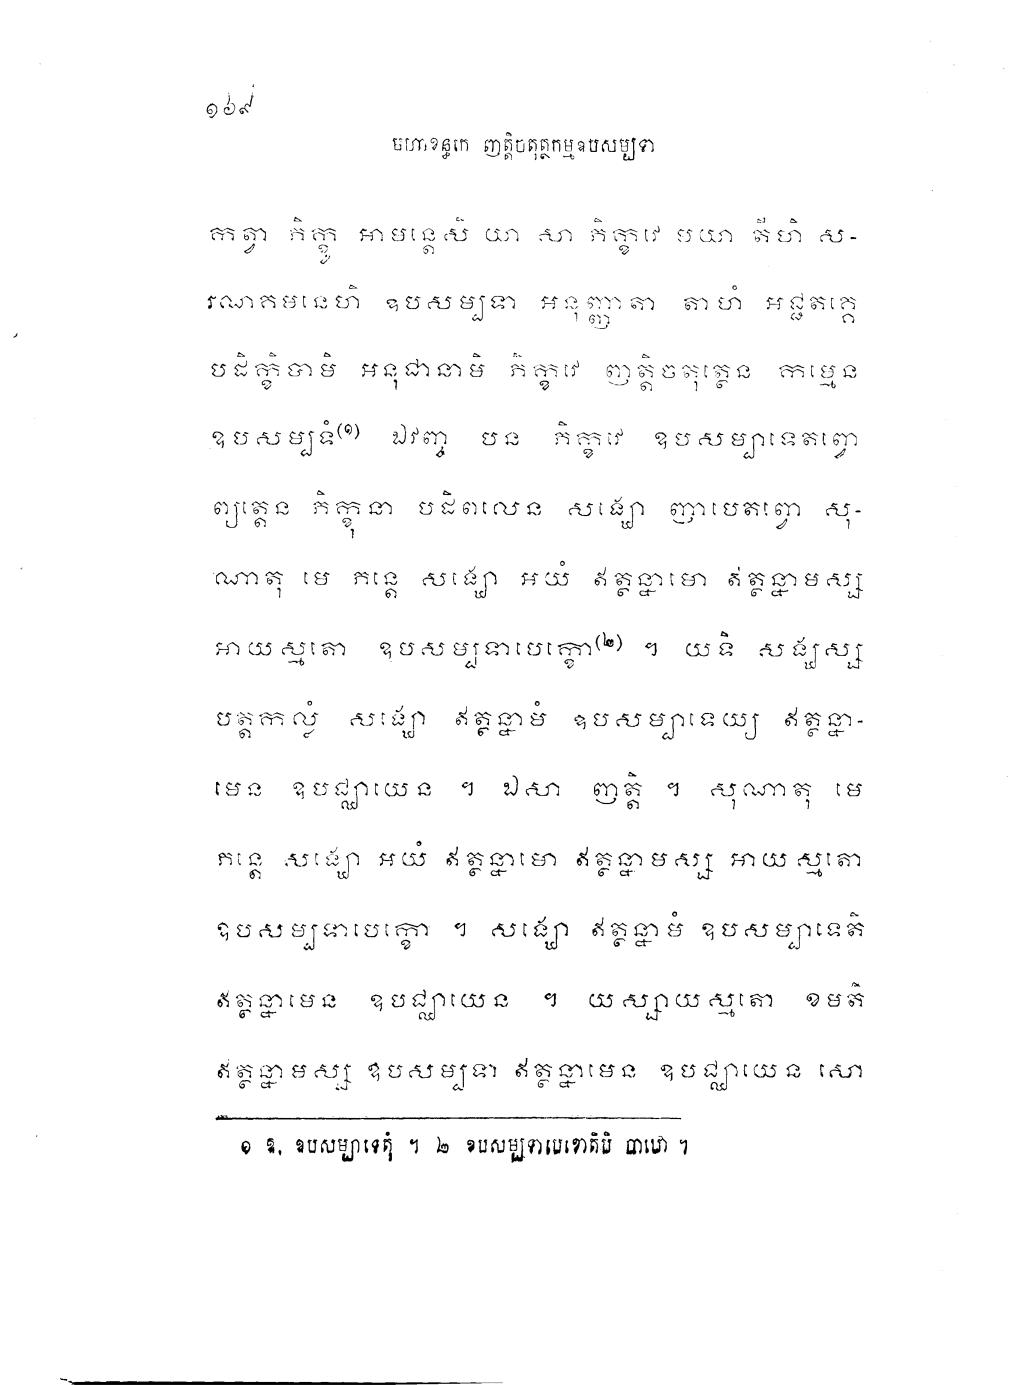 ១៦៩
មហាខន្ធកេ ញត្តិចតុត្ថកម្មឧបសម្បទា
កត្វា ភិក្ខូ អាមន្តេសិ យា សា ភិក្ខវេ មយា តីហិ ស-
រណគមនេហិ ឧបសម្បទា អនុញ្ញាតា តាហំ អជ្ជតគ្គេ
បដិក្ខិបាមិ អនុជានាមិ ភិក្ខវេ ញត្តិចតុត្ថេន កម្មេន
ឧបសម្បទំ(១) ឯវញ្ច បន ភិក្ខវេ ឧបសម្បាទេតព្វោ
ព្យត្តេន ភិក្ខុនា បដិពលេន សង្ឃោ ញាបេតព្វោ សុ-
ណាតុ មេ ភន្តេ សង្ឃោ អយំ ឥត្ថន្នាមោ ឥត្ថន្នាមស្ស
អាយស្មតោ ឧបសម្បទាបេក្ខោ(២) ។ យទិ សង្ឃស្ស
បត្តកល្លំ សង្ឃោ ឥត្ថន្នាមំ ឧបសម្បាទេយ្យ ឥត្ថន្នា-
មេន ឧបជ្ឈាយេន ។ ឯសា ញត្តិ ។ សុណាតុ មេ
ភន្តេ សង្ឃោ អយំ ឥត្ថន្នាមោ ឥត្ថន្នាមស្ស អាយស្មតោ
ឧបសម្បទាបេក្ខោ ។ សង្ឃោ ឥត្ថន្នាមំ ឧបសម្បាទេតិ
ឥត្ថន្នាមេន ឧបជ្ឈាយេន ។ យស្សាយស្មតោ ខមតិ
ឥត្ថន្នាមស្ស ឧបសម្បទា ឥត្ថន្នាមេន ឧបជ្ឈាយេន សោ
១ ឱ. ឧបសម្បាទេតុំ ។ ២ ឧបសម្បទាបេខោតិបិ បាឋោ ។